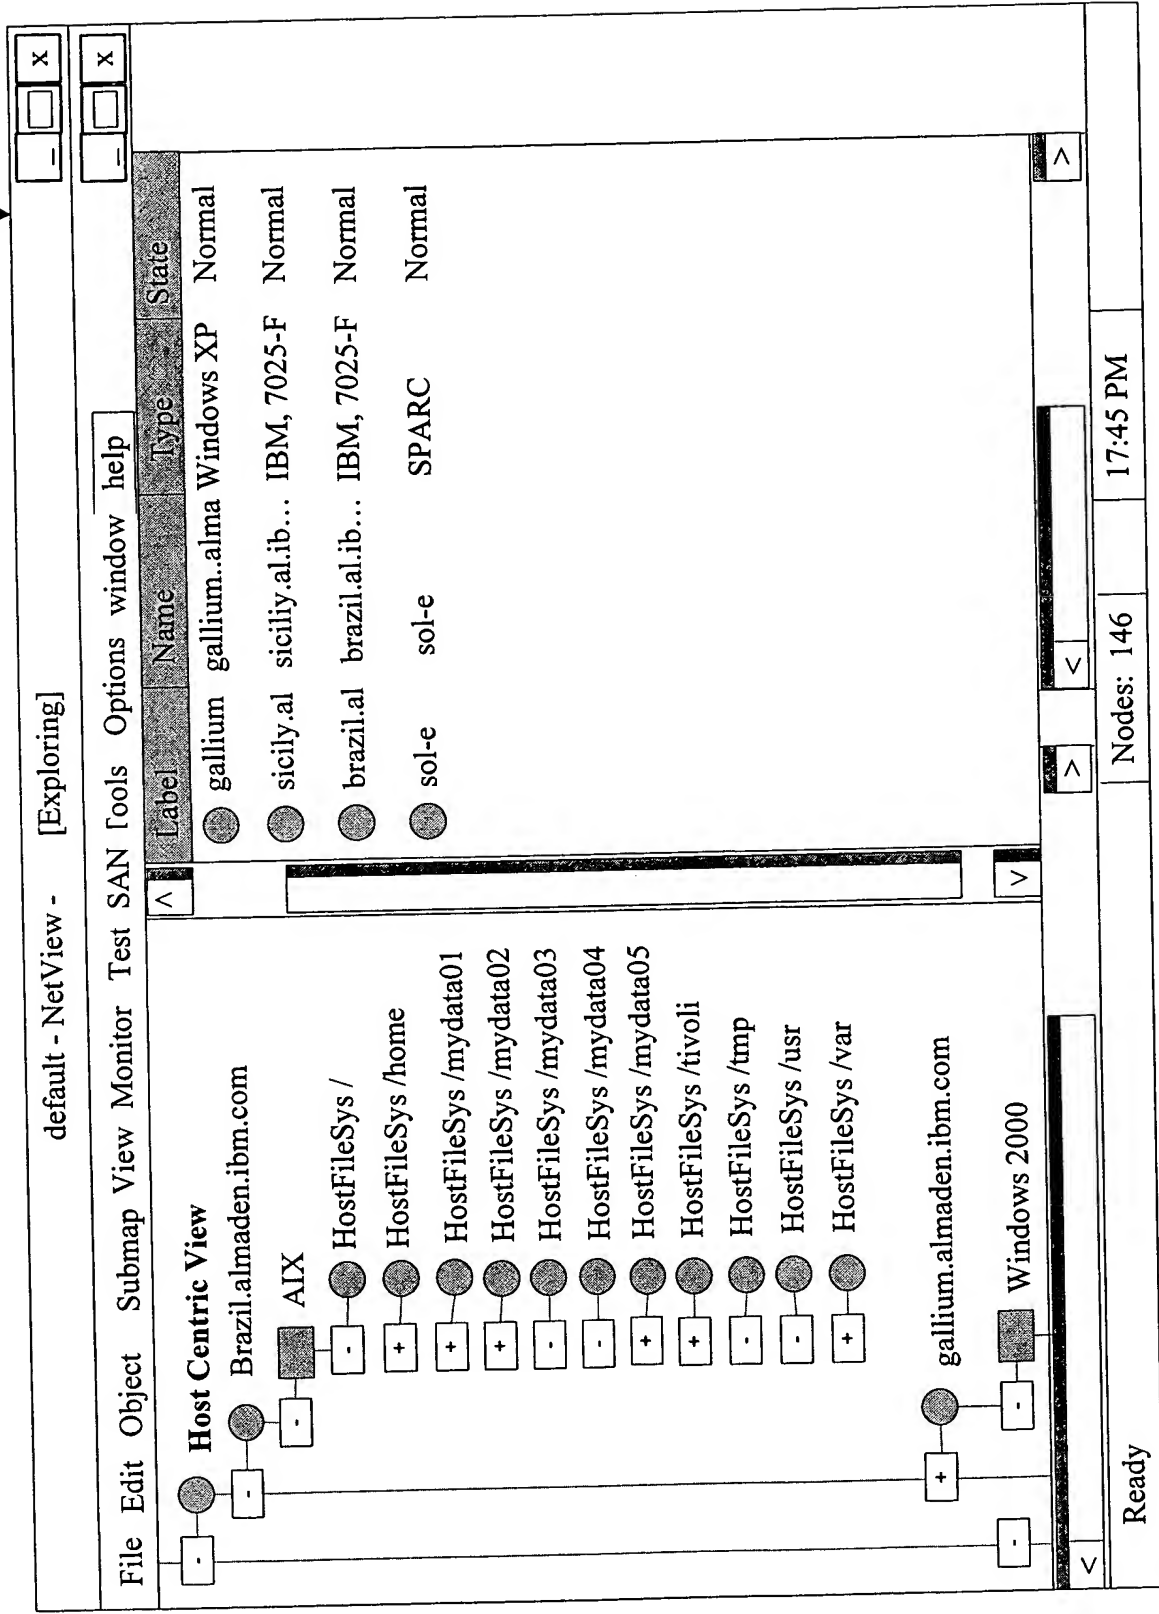 default - NetView -     [Exploring]
_ x
File Edit Object Submap View Monitor Test SAN Tools Options window help
_ x
Host Centric View
Brazil.almaden.ibm.com
AIX
- HostFileSys /
+ HostFileSys /home
+ HostFileSys /mydata01
+ HostFileSys /mydata02
- HostFileSys /mydata03
- HostFileSys /mydata04
+ HostFileSys /mydata05
+ HostFileSys /tivoli
- HostFileSys /tmp
- HostFileSys /usr
+ HostFileSys /var
+ gallium.almaden.ibm.com
- Windows 2000
Label Name Type State
gallium gallium..alma Windows XP Normal
sicily.al siciliy.al.ib... IBM, 7025-F Normal
brazil.al brazil.al.ib... IBM, 7025-F Normal
sol-e sol-e SPARC Normal
Ready Nodes: 146 17:45 PM